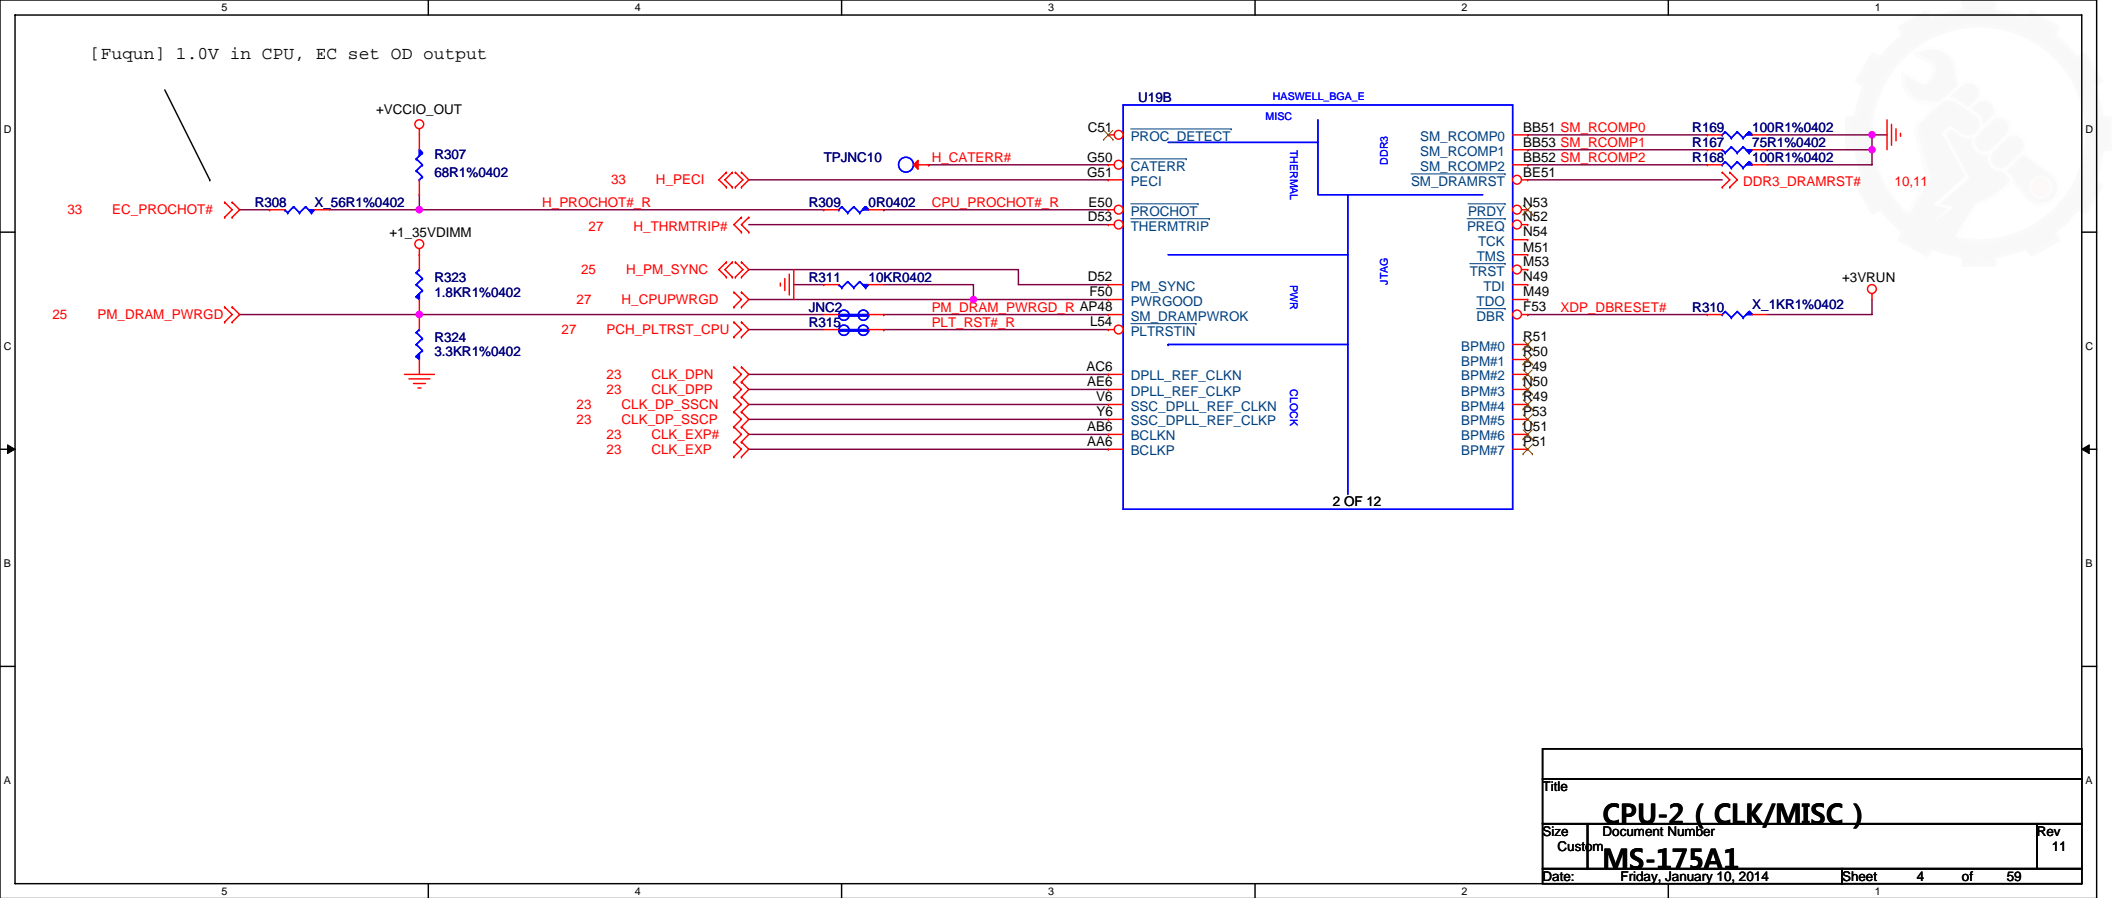 5 4 3 2 1
[Fuqun] 1.0V in CPU, EC set OD output
D
D
C
C
B
B
A
A
+VCCIO_OUT
R307
68R1%0402
33 EC_PROCHOT#
R308 X_56R1%0402
H_PROCHOT#_R
R309 0R0402
CPU_PROCHOT#_R
TPJNC10
H_CATERR#
33 H_PECI
27 H_THRMTRIP#
+1_35VDIMM
R323
1.8KR1%0402
25 PM_DRAM_PWRGD
R324
3.3KR1%0402
25 H_PM_SYNC
R311 10KR0402
27 H_CPUPWRGD
JNC2
PM_DRAM_PWRGD_R
27 PCH_PLTRST_CPU
R315
PLT_RST#_R
23 CLK_DPN
23 CLK_DPP
23 CLK_DP_SSCN
23 CLK_DP_SSCP
23 CLK_EXP#
23 CLK_EXP
U19B
HASWELL_BGA_E
MISC
THERMAL
PWR
CLOCK
DDR3
JTAG
C51 PROC_DETECT
G50 CATERR
G51 PECI
E50 PROCHOT
D53 THERMTRIP
D52 PM_SYNC
F50 PWRGOOD
AP48 SM_DRAMPWROK
L54 PLTRSTIN
AC6 DPLL_REF_CLKN
AE6 DPLL_REF_CLKP
V6 SSC_DPLL_REF_CLKN
Y6 SSC_DPLL_REF_CLKP
AB6 BCLKN
AA6 BCLKP
SM_RCOMP0 BB51 SM_RCOMP0 R169 100R1%0402
SM_RCOMP1 BB53 SM_RCOMP1 R167 75R1%0402
SM_RCOMP2 BB52 SM_RCOMP2 R168 100R1%0402
SM_DRAMRST BE51 DDR3_DRAMRST# 10,11
PRDY N53
PREQ N52
TCK N54
TMS M51
TRST M53
TDI N49
TDO M49
DBR F53 XDP_DBRESET# R310 X_1KR1%0402
+3VRUN
BPM#0 R51
BPM#1 R50
BPM#2 P49
BPM#3 N50
BPM#4 R49
BPM#5 P53
BPM#6 U51
BPM#7 P51
2 OF 12
Title
CPU-2 ( CLK/MISC )
Size Document Number Rev
Custom MS-175A1 11
Date: Friday, January 10, 2014 Sheet 4 of 59
5 4 3 2 1